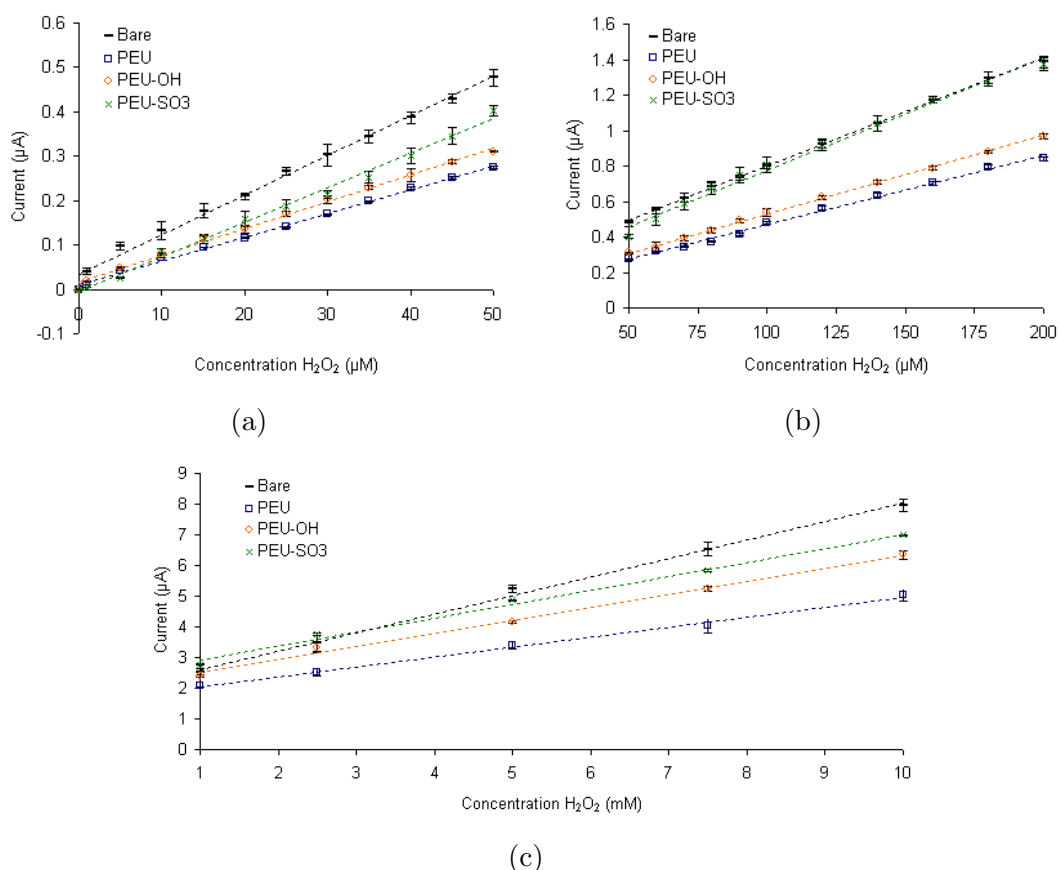 0.6
0.5
0.4
0.3
0.2
0.1
0
-0.1
Current (µA)
Bare
PEU
PEU-OH
PEU-SO3
0 10 20 30 40 50
Concentration H₂O₂ (µM)
(a)
1.6
1.4
1.2
1
0.8
0.6
0.4
0.2
0
Current (µA)
Bare
PEU
PEU-OH
PEU-SO3
50 75 100 125 150 175 200
Concentration H₂O₂ (µM)
(b)
9
8
7
6
5
4
3
2
1
0
Current (µA)
Bare
PEU
PEU-OH
PEU-SO3
1 2 3 4 5 6 7 8 9 10
Concentration H₂O₂ (mM)
(c)